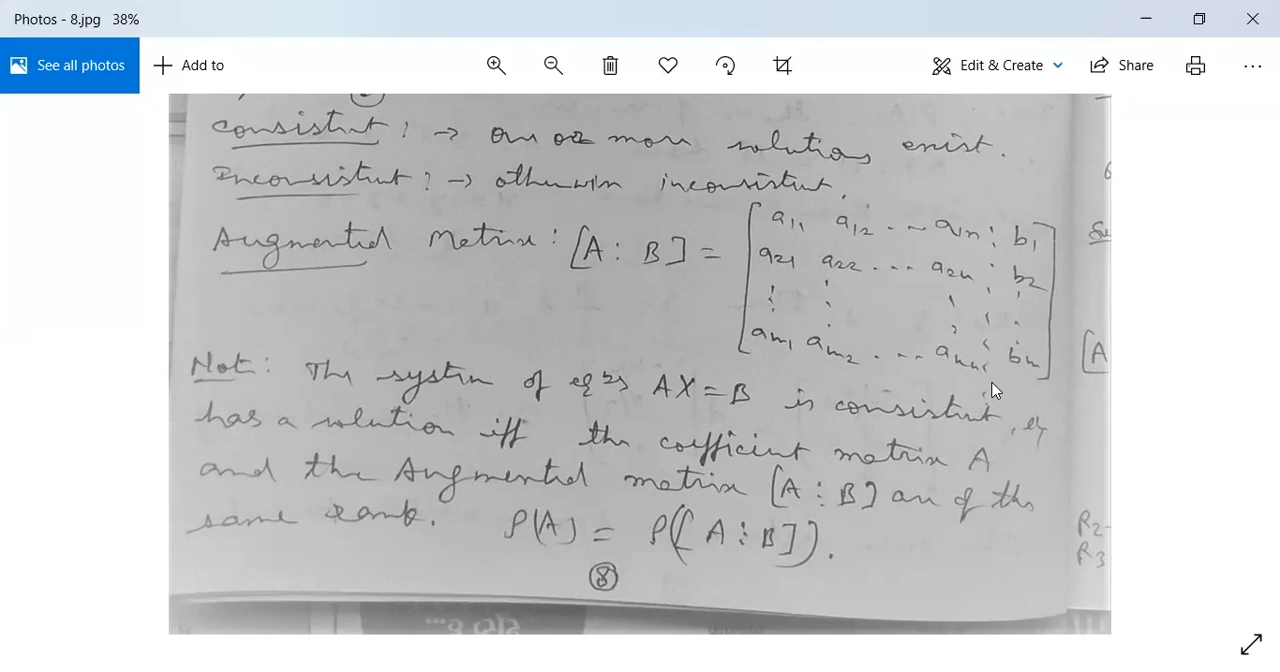 Photos - 8.jpg 38%
See all photos
Add to
Edit & Create
Share
Consistent: → one or more solutions exist.
Inconsistent: → otherwise inconsistent.
Augmented Matrix: [A : B] =
a11 a12 ... a1n : b1
a21 a22 ... a2n : b2
am1 am2 ... amn : bm
Note: The system of eq^ns AX = B is consistent, i.e,
has a solution iff the coefficient matrix A
and the Augmented matrix [A : B] are of the
same rank. ρ(A) = ρ([A : B]).
8
[A
R2-
R3